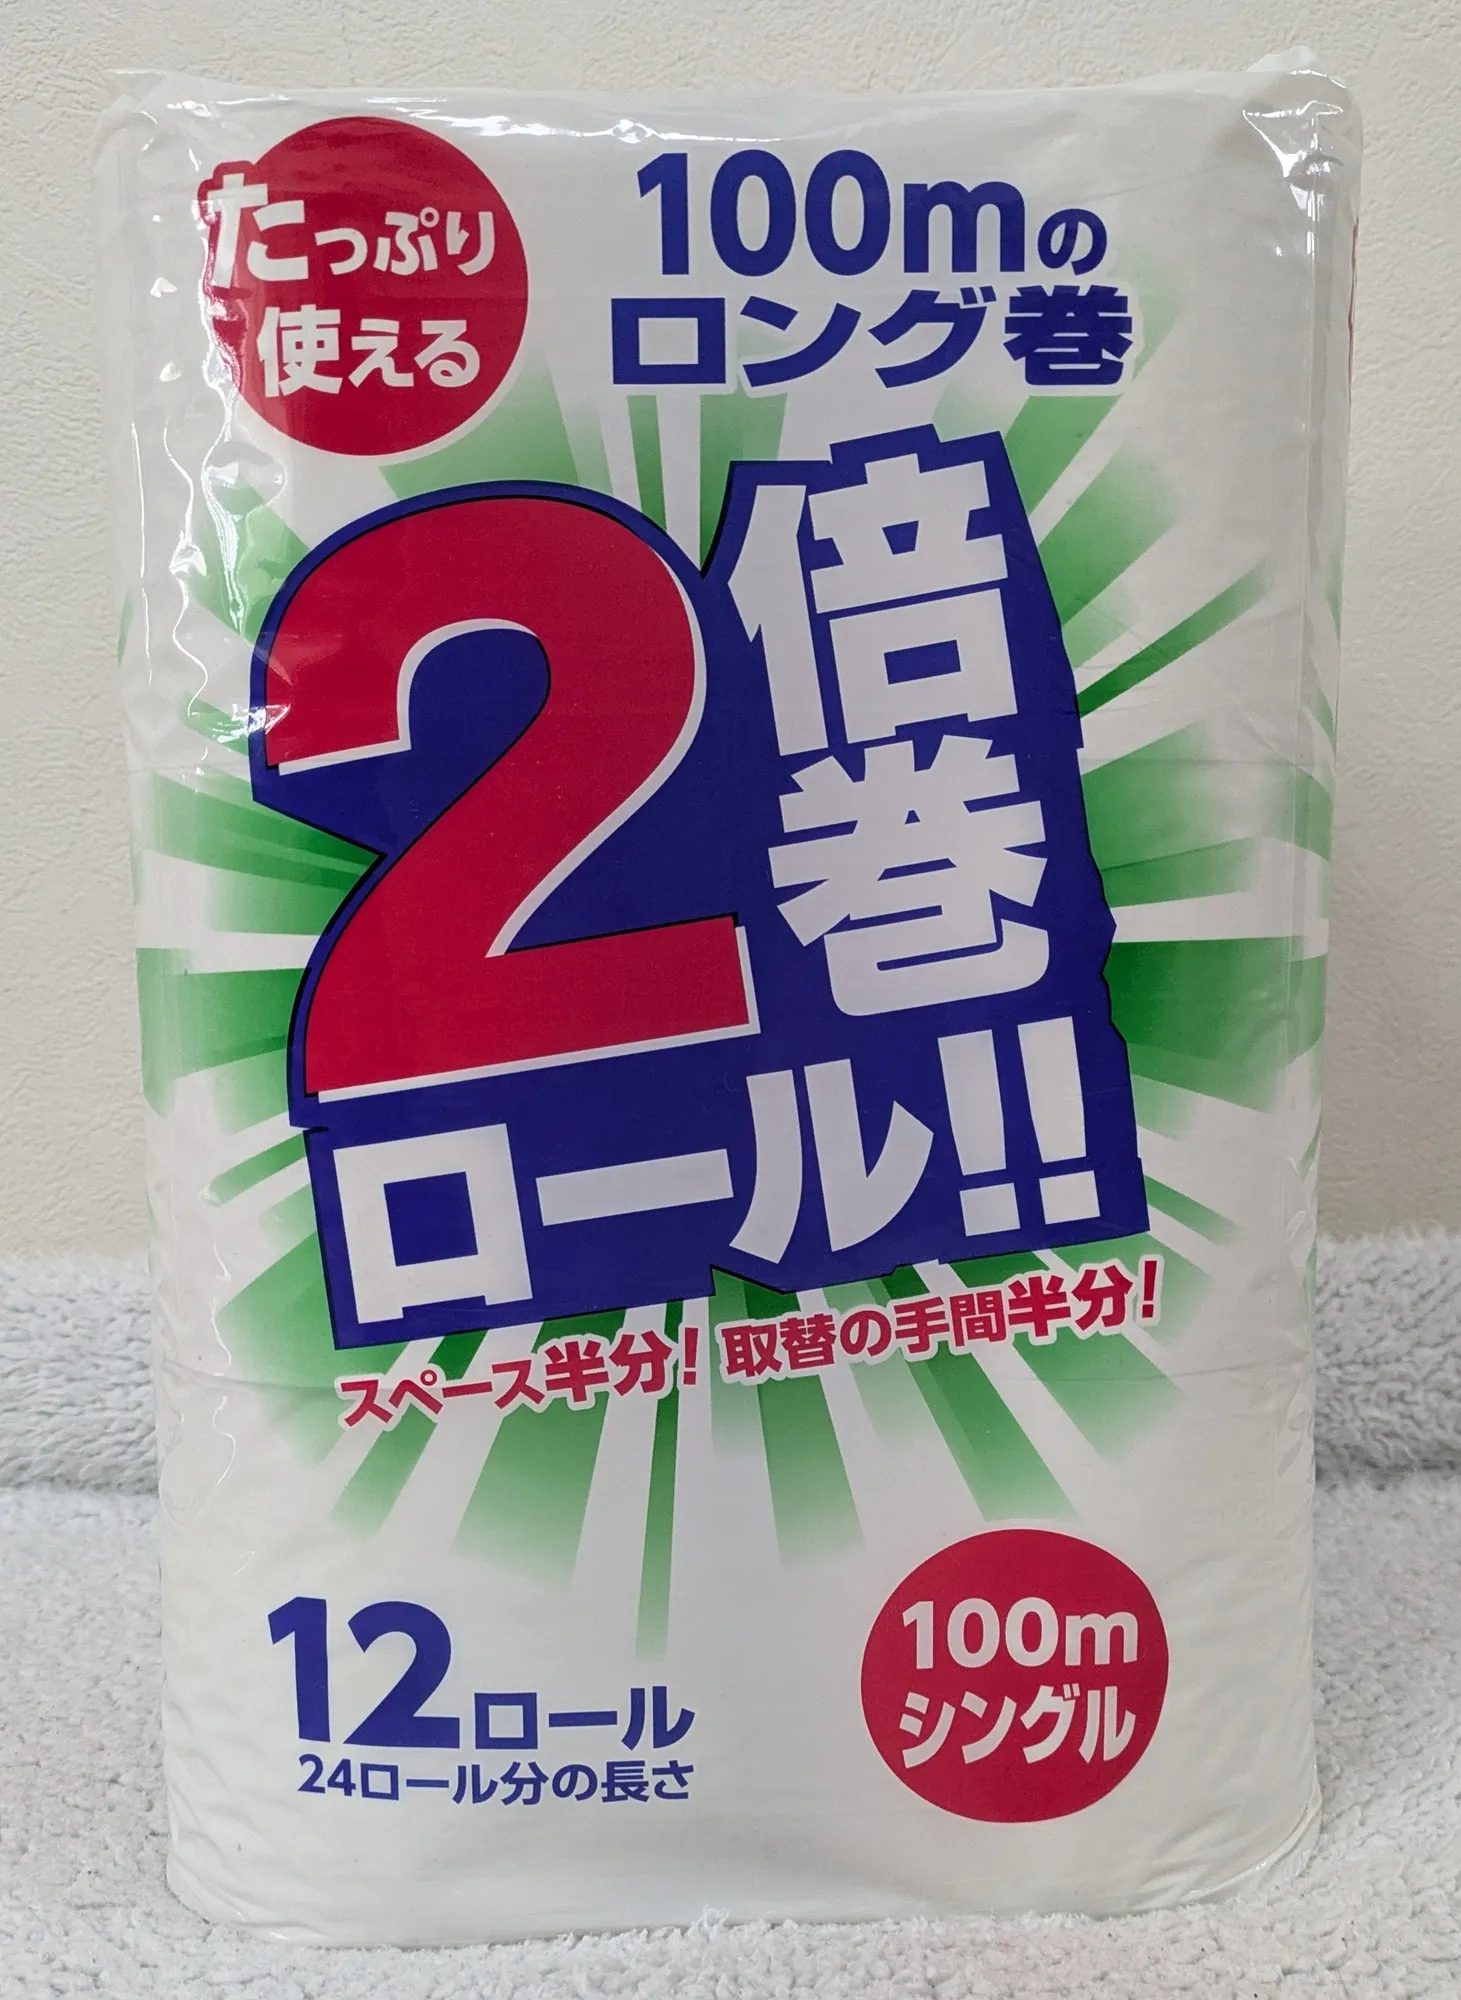 たっぷり
使える
100mの
ロング巻
2倍巻
ロール!!
スペース半分! 取替の手間半分!
12ロール
24ロール分の長さ
100m
シングル